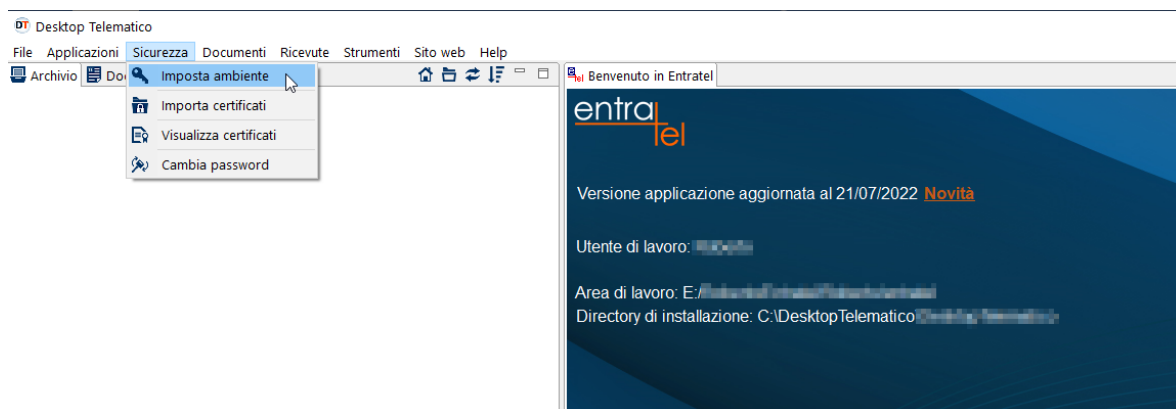 Desktop Telematico
File Applicazioni Sicurezza Documenti Ricevute Strumenti Sito web Help
Archivio Do
Imposta ambiente
Importa certificati
Visualizza certificati
Cambia password
Benvenuto in Entratel
entratel
Versione applicazione aggiornata al 21/07/2022 Novità
Utente di lavoro:
Area di lavoro: E:/
Directory di installazione: C:\DesktopTelematico